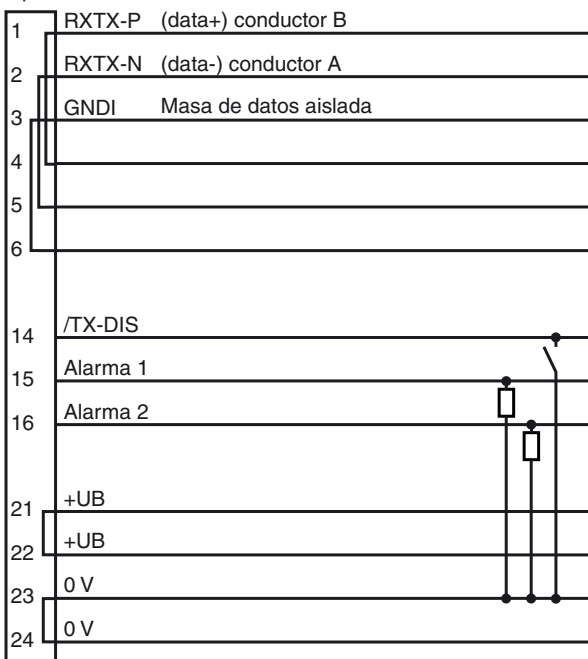 1 RXTX-P (data+) conductor B
2 RXTX-N (data-) conductor A
3 GNDI Masa de datos aislada
4
5
6
14 /TX-DIS
15 Alarma 1
16 Alarma 2
21 +UB
22 +UB
23 0 V
24 0 V